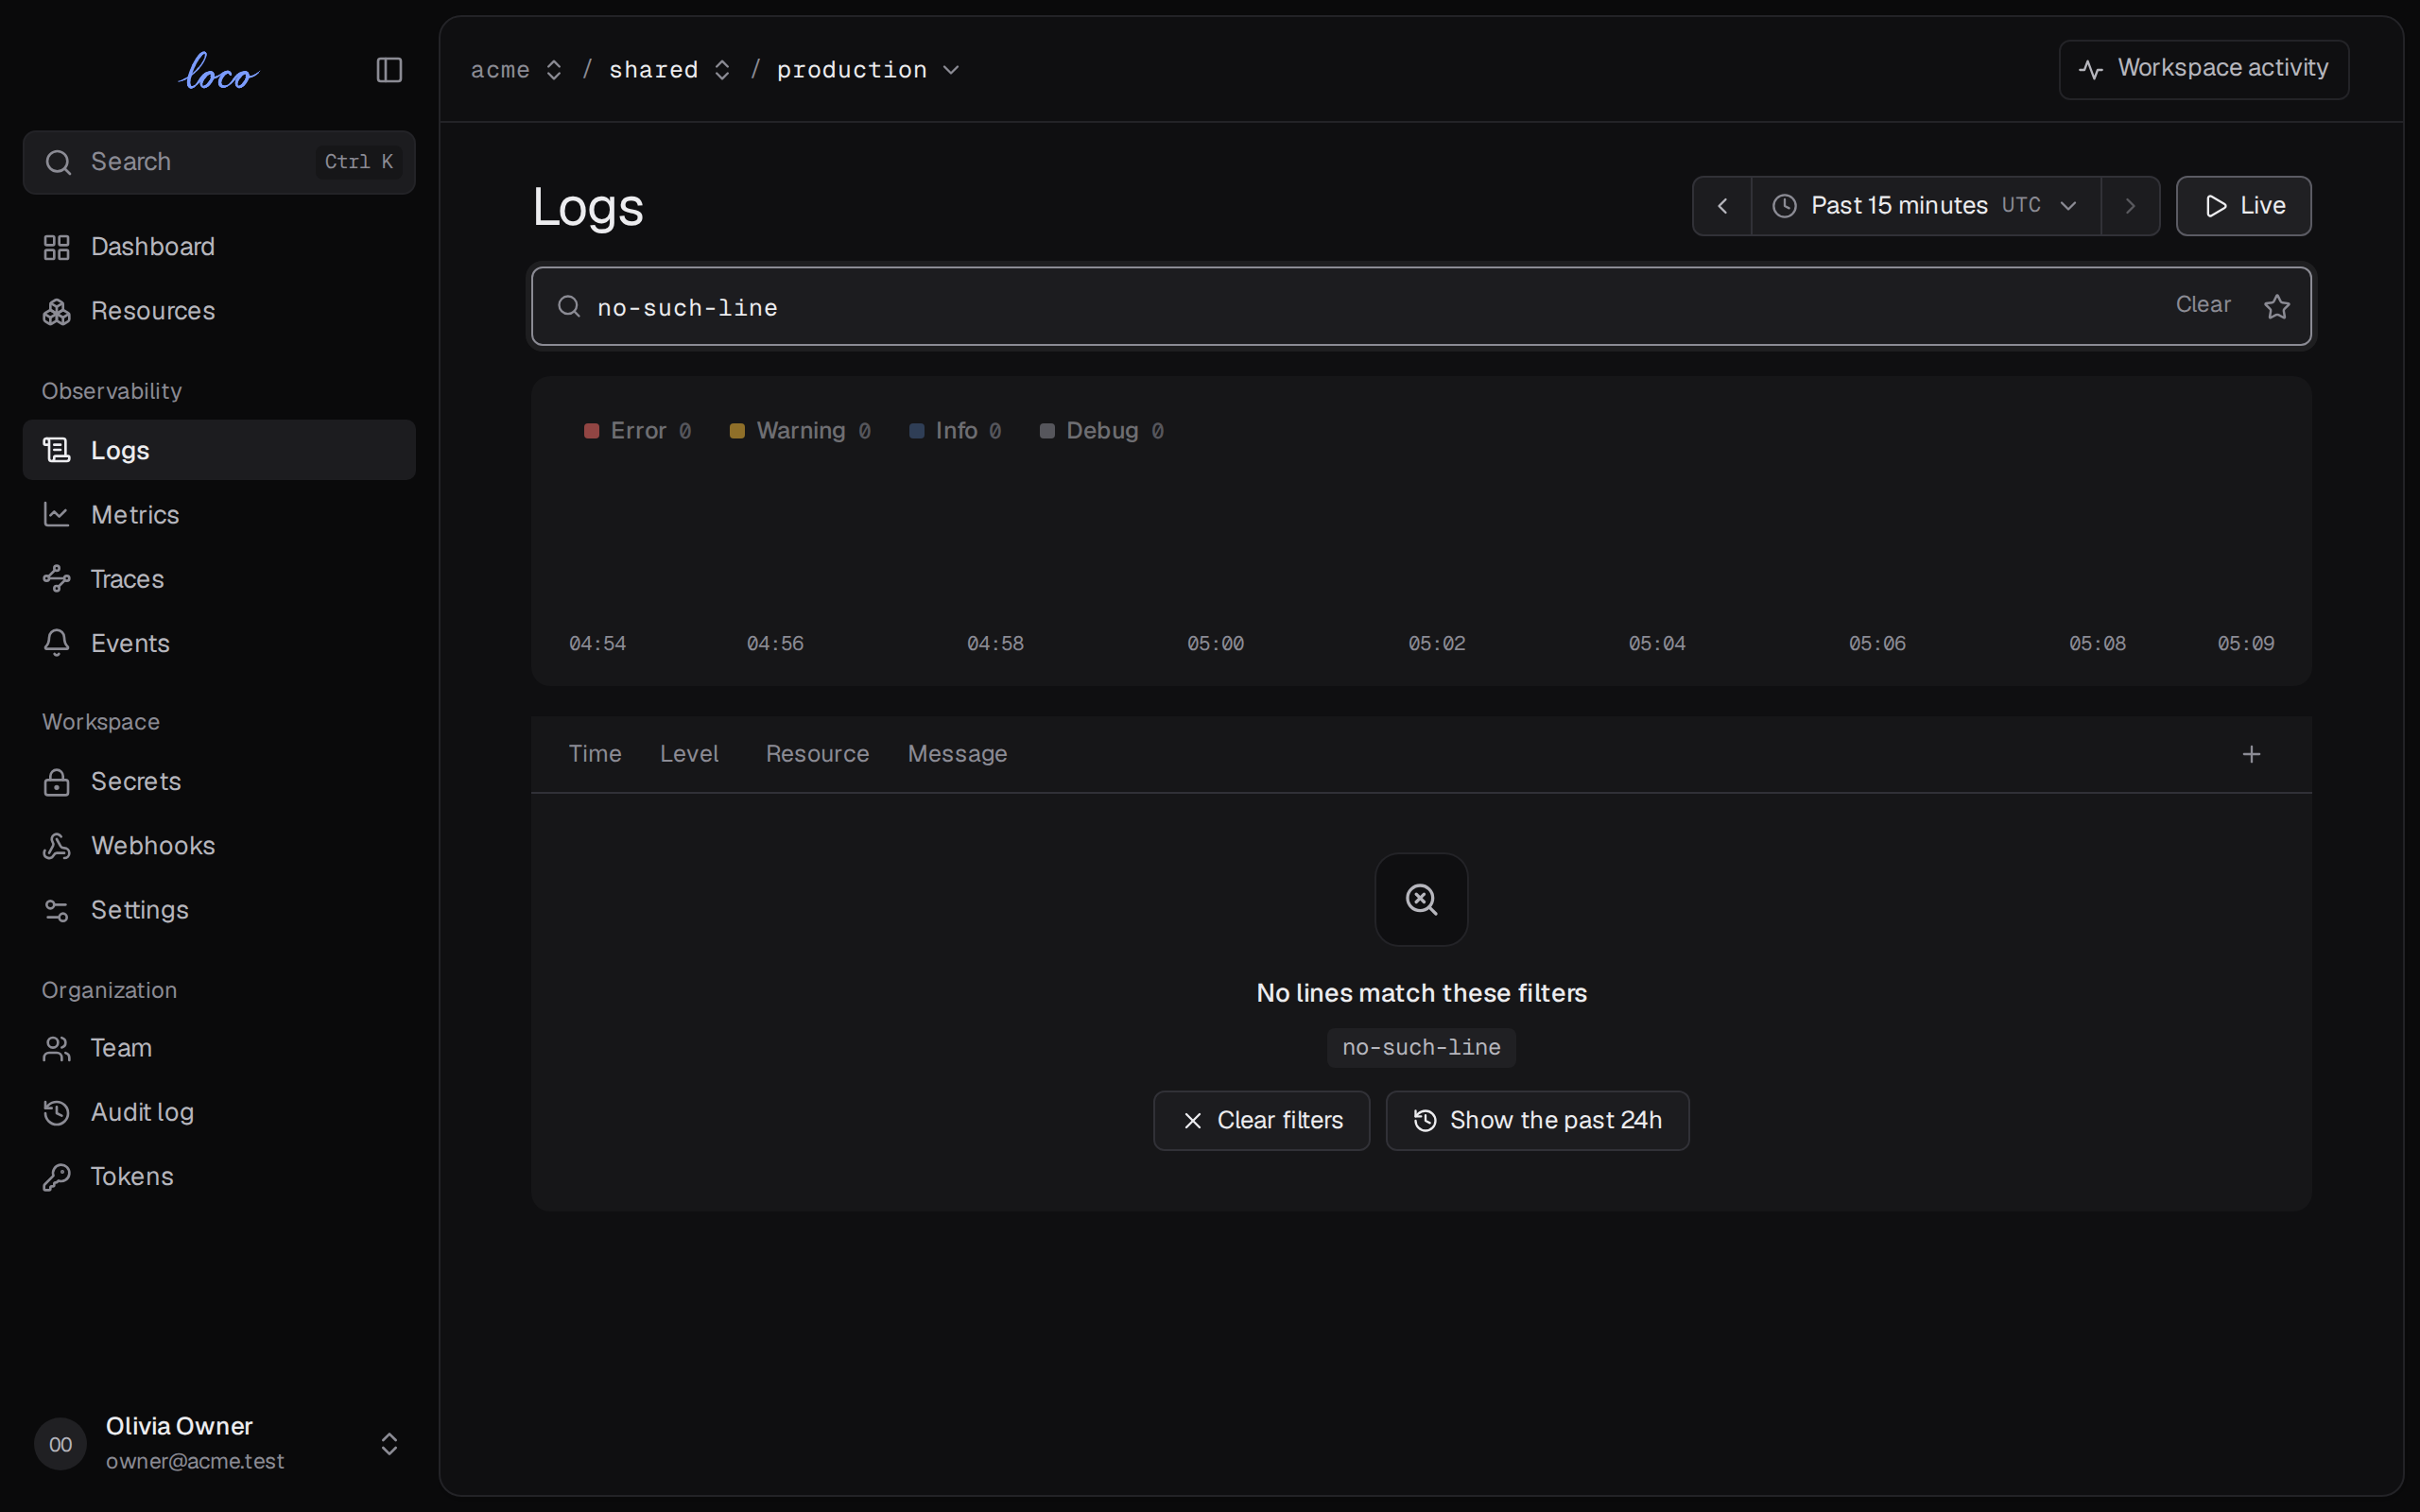 loco
Search Ctrl K
Dashboard
Resources
Observability
Logs
Metrics
Traces
Events
Workspace
Secrets
Webhooks
Settings
Organization
Team
Audit log
Tokens
OO Olivia Owner
owner@acme.test
acme / shared / production
Workspace activity
Logs
Past 15 minutes UTC
Live
no-such-line
Clear
Error 0 Warning 0 Info 0 Debug 0
04:54 04:56 04:58 05:00 05:02 05:04 05:06 05:08 05:09
Time Level Resource Message
No lines match these filters
no-such-line
Clear filters Show the past 24h